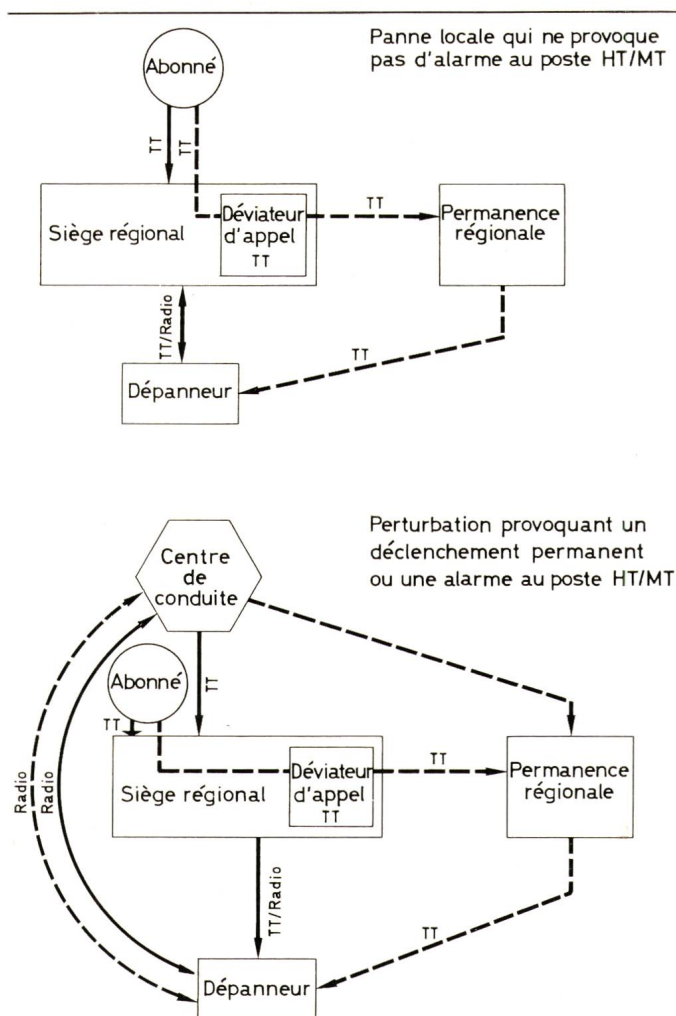 Panne locale qui ne provoque
pas d'alarme au poste HT/MT
Abonné
TT
TT
Siège régional
Déviateur
d'appel
TT
TT
Permanence
régionale
TT/Radio
TT
Dépanneur
Perturbation provoquant un
déclenchement permanent
ou une alarme au poste HT/MT
Centre
de
conduite
TT
Abonné
TT
Siège régional
Déviateur
d'appel
TT
TT
Permanence
régionale
Radio
Radio
TT/Radio
TT
Dépanneur